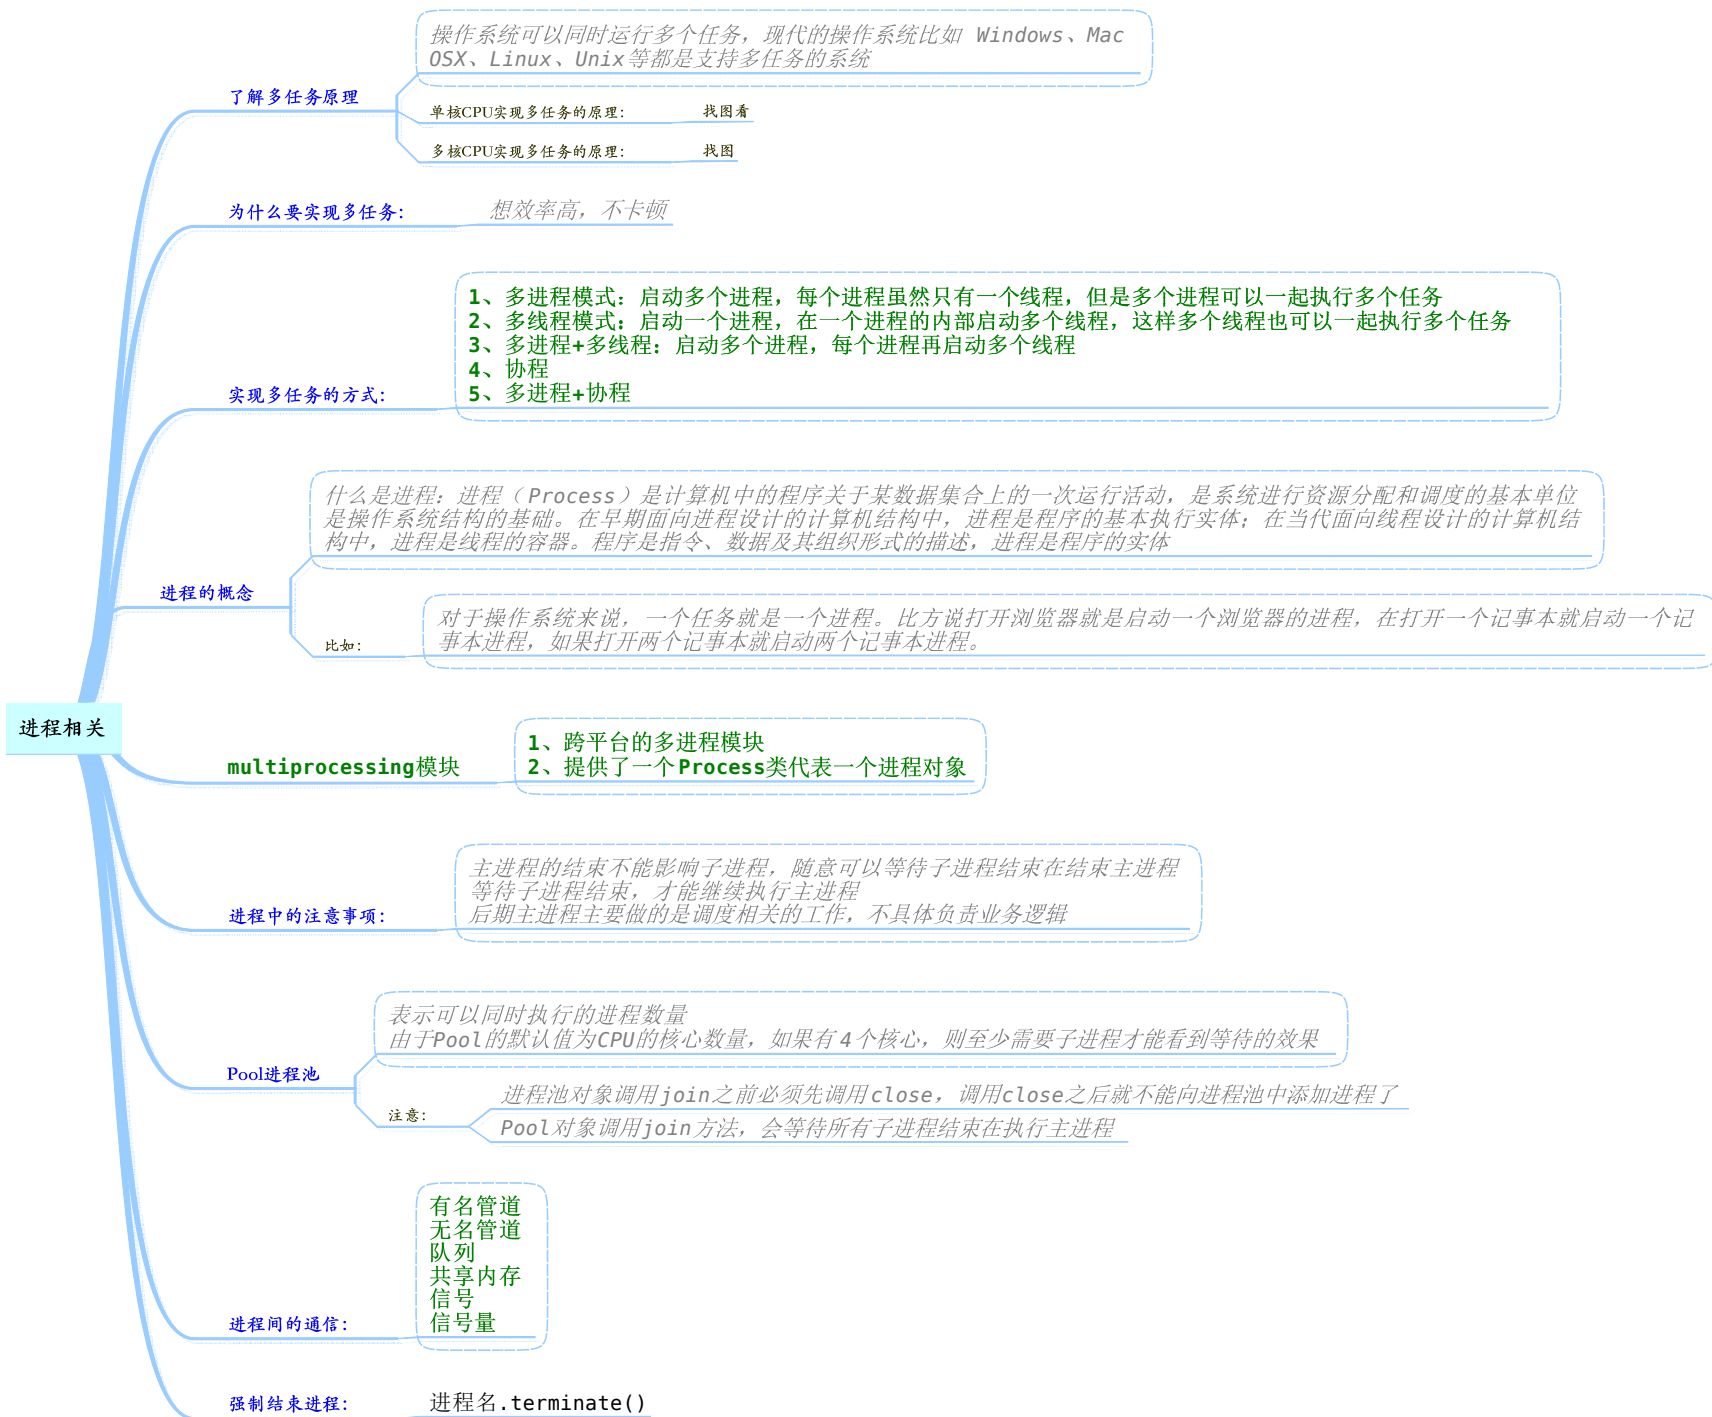 操作系统可以同时运行多个任务，现代的操作系统比如 Windows、Mac
OSX、Linux、Unix等都是支持多任务的系统
了解多任务原理
单核CPU实现多任务的原理： 找图看
多核CPU实现多任务的原理： 找图
为什么要实现多任务： 想效率高，不卡顿
1、多进程模式：启动多个进程，每个进程虽然只有一个线程，但是多个进程可以一起执行多个任务
2、多线程模式：启动一个进程，在一个进程的内部启动多个线程，这样多个线程也可以一起执行多个任务
3、多进程+多线程：启动多个进程，每个进程再启动多个线程
4、协程
5、多进程+协程
实现多任务的方式：
什么是进程：进程（Process）是计算机中的程序关于某数据集合上的一次运行活动，是系统进行资源分配和调度的基本单位
是操作系统结构的基础。在早期面向进程设计的计算机结构中，进程是程序的基本执行实体；在当代面向线程设计的计算机结
构中，进程是线程的容器。程序是指令、数据及其组织形式的描述，进程是程序的实体
进程的概念
对于操作系统来说，一个任务就是一个进程。比方说打开浏览器就是启动一个浏览器的进程，在打开一个记事本就启动一个记
事本进程，如果打开两个记事本就启动两个记事本进程。
比如：
进程相关
1、跨平台的多进程模块
2、提供了一个Process类代表一个进程对象
multiprocessing模块
主进程的结束不能影响子进程，随意可以等待子进程结束在结束主进程
等待子进程结束，才能继续执行主进程
后期主进程主要做的是调度相关的工作，不具体负责业务逻辑
进程中的注意事项：
表示可以同时执行的进程数量
由于Pool的默认值为CPU的核心数量，如果有4个核心，则至少需要子进程才能看到等待的效果
Pool进程池
进程池对象调用join之前必须先调用close，调用close之后就不能向进程池中添加进程了
注意：
Pool对象调用join方法，会等待所有子进程结束在执行主进程
有名管道
无名管道
队列
共享内存
信号
信号量
进程间的通信：
强制结束进程： 进程名.terminate()